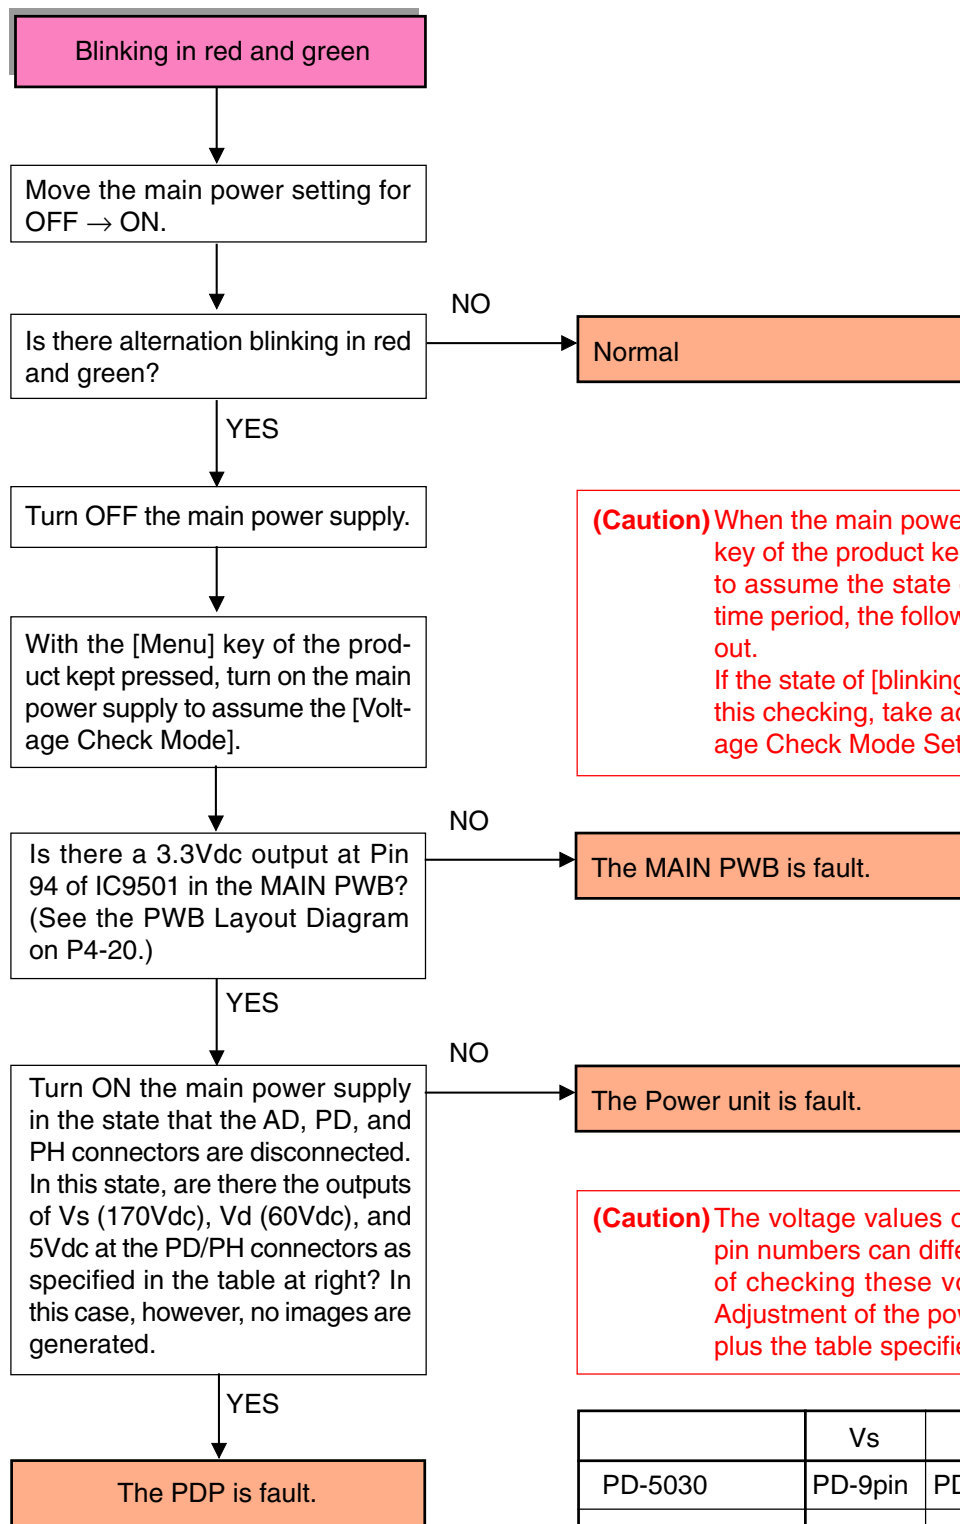 Blinking in red and green
Move the main power setting for
OFF → ON.
NO
Is there alternation blinking in red
and green?
Normal
YES
Turn OFF the main power supply.
(Caution) When the main powe
key of the product ke
to assume the state
time period, the follow
out.
If the state of [blinking
this checking, take ac
age Check Mode Set
With the [Menu] key of the prod-
uct kept pressed, turn on the main
power supply to assume the [Volt-
age Check Mode].
NO
Is there a 3.3Vdc output at Pin
94 of IC9501 in the MAIN PWB?
(See the PWB Layout Diagram
on P4-20.)
The MAIN PWB is fault.
YES
NO
Turn ON the main power supply
in the state that the AD, PD, and
PH connectors are disconnected.
In this state, are there the outputs
of Vs (170Vdc), Vd (60Vdc), and
5Vdc at the PD/PH connectors as
specified in the table at right? In
this case, however, no images are
generated.
The Power unit is fault.
(Caution) The voltage values o
pin numbers can diffe
of checking these vo
Adjustment of the pow
plus the table specifie
YES
The PDP is fault.
Vs
PD-5030 PD-9pin PD